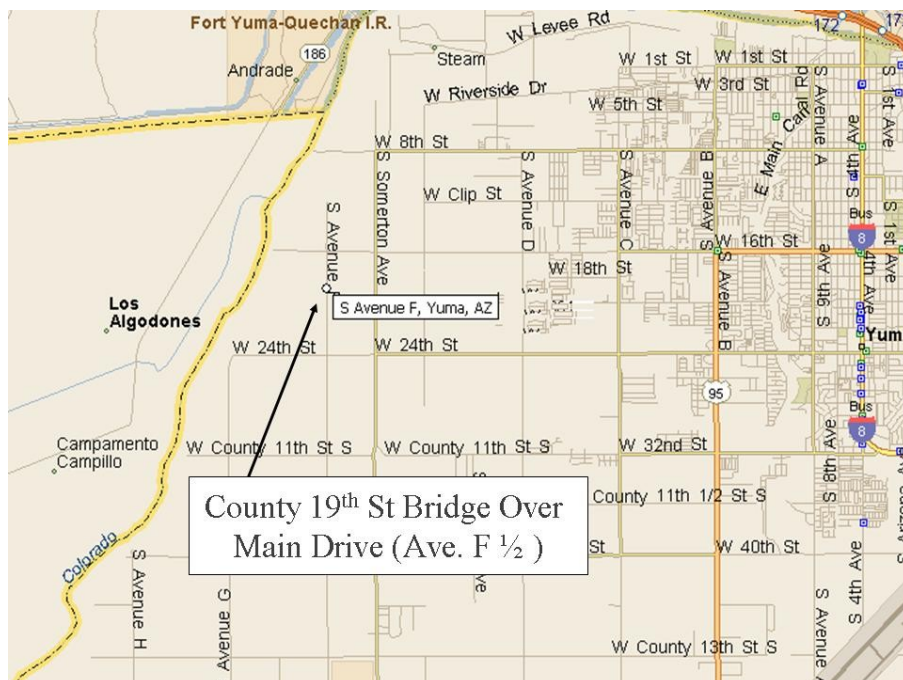 Fort Yuma-Quechan I.R.
172
W Levee Rd
186
Andrade
Steam
W 1st St
W 1st St
W 3rd St
W Riverside Dr
W 5th St
E Main Canal Rd
S Avenue A
S 4th Ave
S 1st Ave
W 8th St
S Avenue F
S Somerton Ave
W Clip St
S Avenue D
S Avenue C
S Avenue B
W 16th St
Bus
8
S 1st Ave
W 18th St
S Avenue B
S 9th Ave
4th Ave
Los
Algodones
S Avenue F, Yuma, AZ
W 24th St
W 24th St
Yum
95
Bus
8
Campamento
Campillo
W County 11th St S
W County 11th St S
W 32nd St
S 8th Ave
County 11th 1/2 St S
County 19th St Bridge Over
Main Drive (Ave. F ½ )
St
W 40th St
Colorado
S Avenue H
Avenue G
Ave
S Avenue
S 4th Ave
W County 13th St S